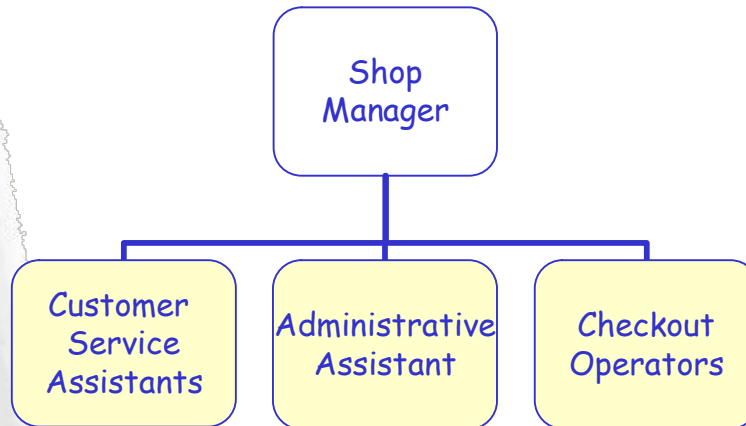 Shop
Manager
Customer
Service
Assistants
Administrative
Assistant
Checkout
Operators